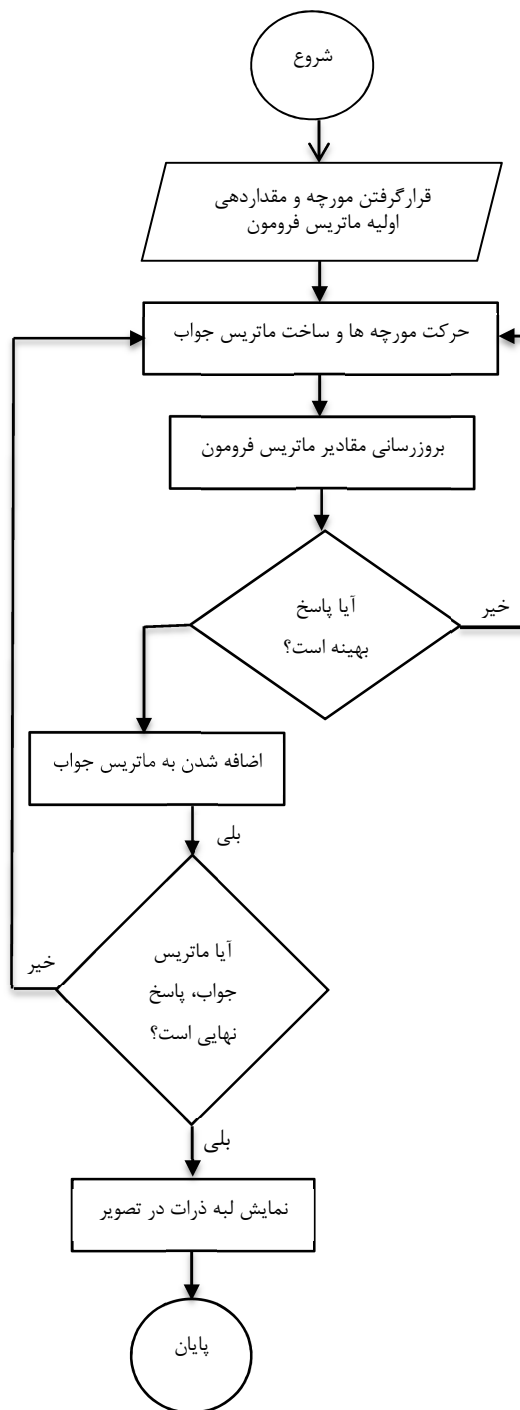 شروع
قرارگرفتن مورچه و مقداردهی
اولیه ماتریس فرومون
حرکت مورچه ها و ساخت ماتریس جواب
بروزرسانی مقادیر ماتریس فرومون
آیا پاسخ
بهینه است؟
خیر
اضافه شدن به ماتریس جواب
بلی
آیا ماتریس
جواب، پاسخ
نهایی است؟
خیر
بلی
نمایش لبه ذرات در تصویر
پایان